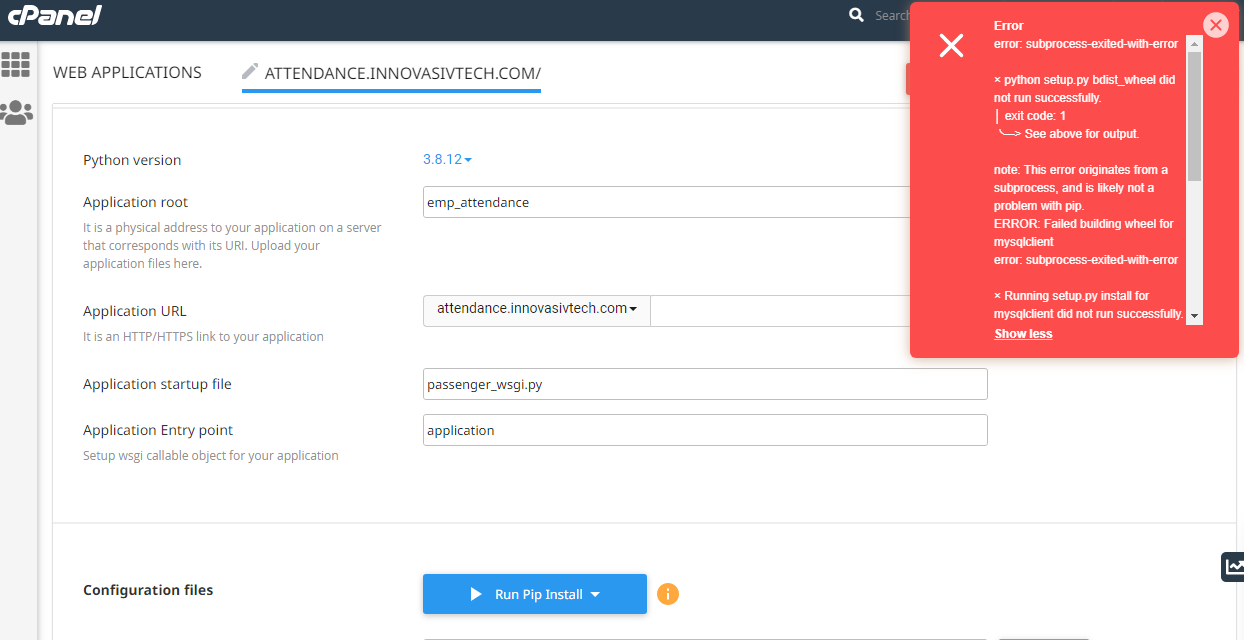 cPanel
Search
WEB APPLICATIONS
ATTENDANCE.INNOVASIVTECH.COM/
Python version
3.8.12
Application root
emp_attendance
It is a physical address to your application on a server
that corresponds with its URI. Upload your
application files here.
Application URL
attendance.innovasivtech.com
It is an HTTP/HTTPS link to your application
Application startup file
passenger_wsgi.py
Application Entry point
application
Setup wsgi callable object for your application
Configuration files
Run Pip Install
Error
error: subprocess-exited-with-error
× python setup.py bdist_wheel did
not run successfully.
│ exit code: 1
╰─> See above for output.
note: This error originates from a
subprocess, and is likely not a
problem with pip.
ERROR: Failed building wheel for
mysqlclient
error: subprocess-exited-with-error
× Running setup.py install for
mysqlclient did not run successfully.
Show less